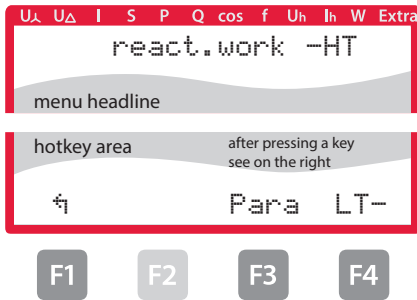 U⅄ U△ I S P Q cos f Uh Ih W Extra
react.work -HT
menu headline
hotkey area
after pressing a key
see on the right
↰ Para LT-
F1 F2 F3 F4